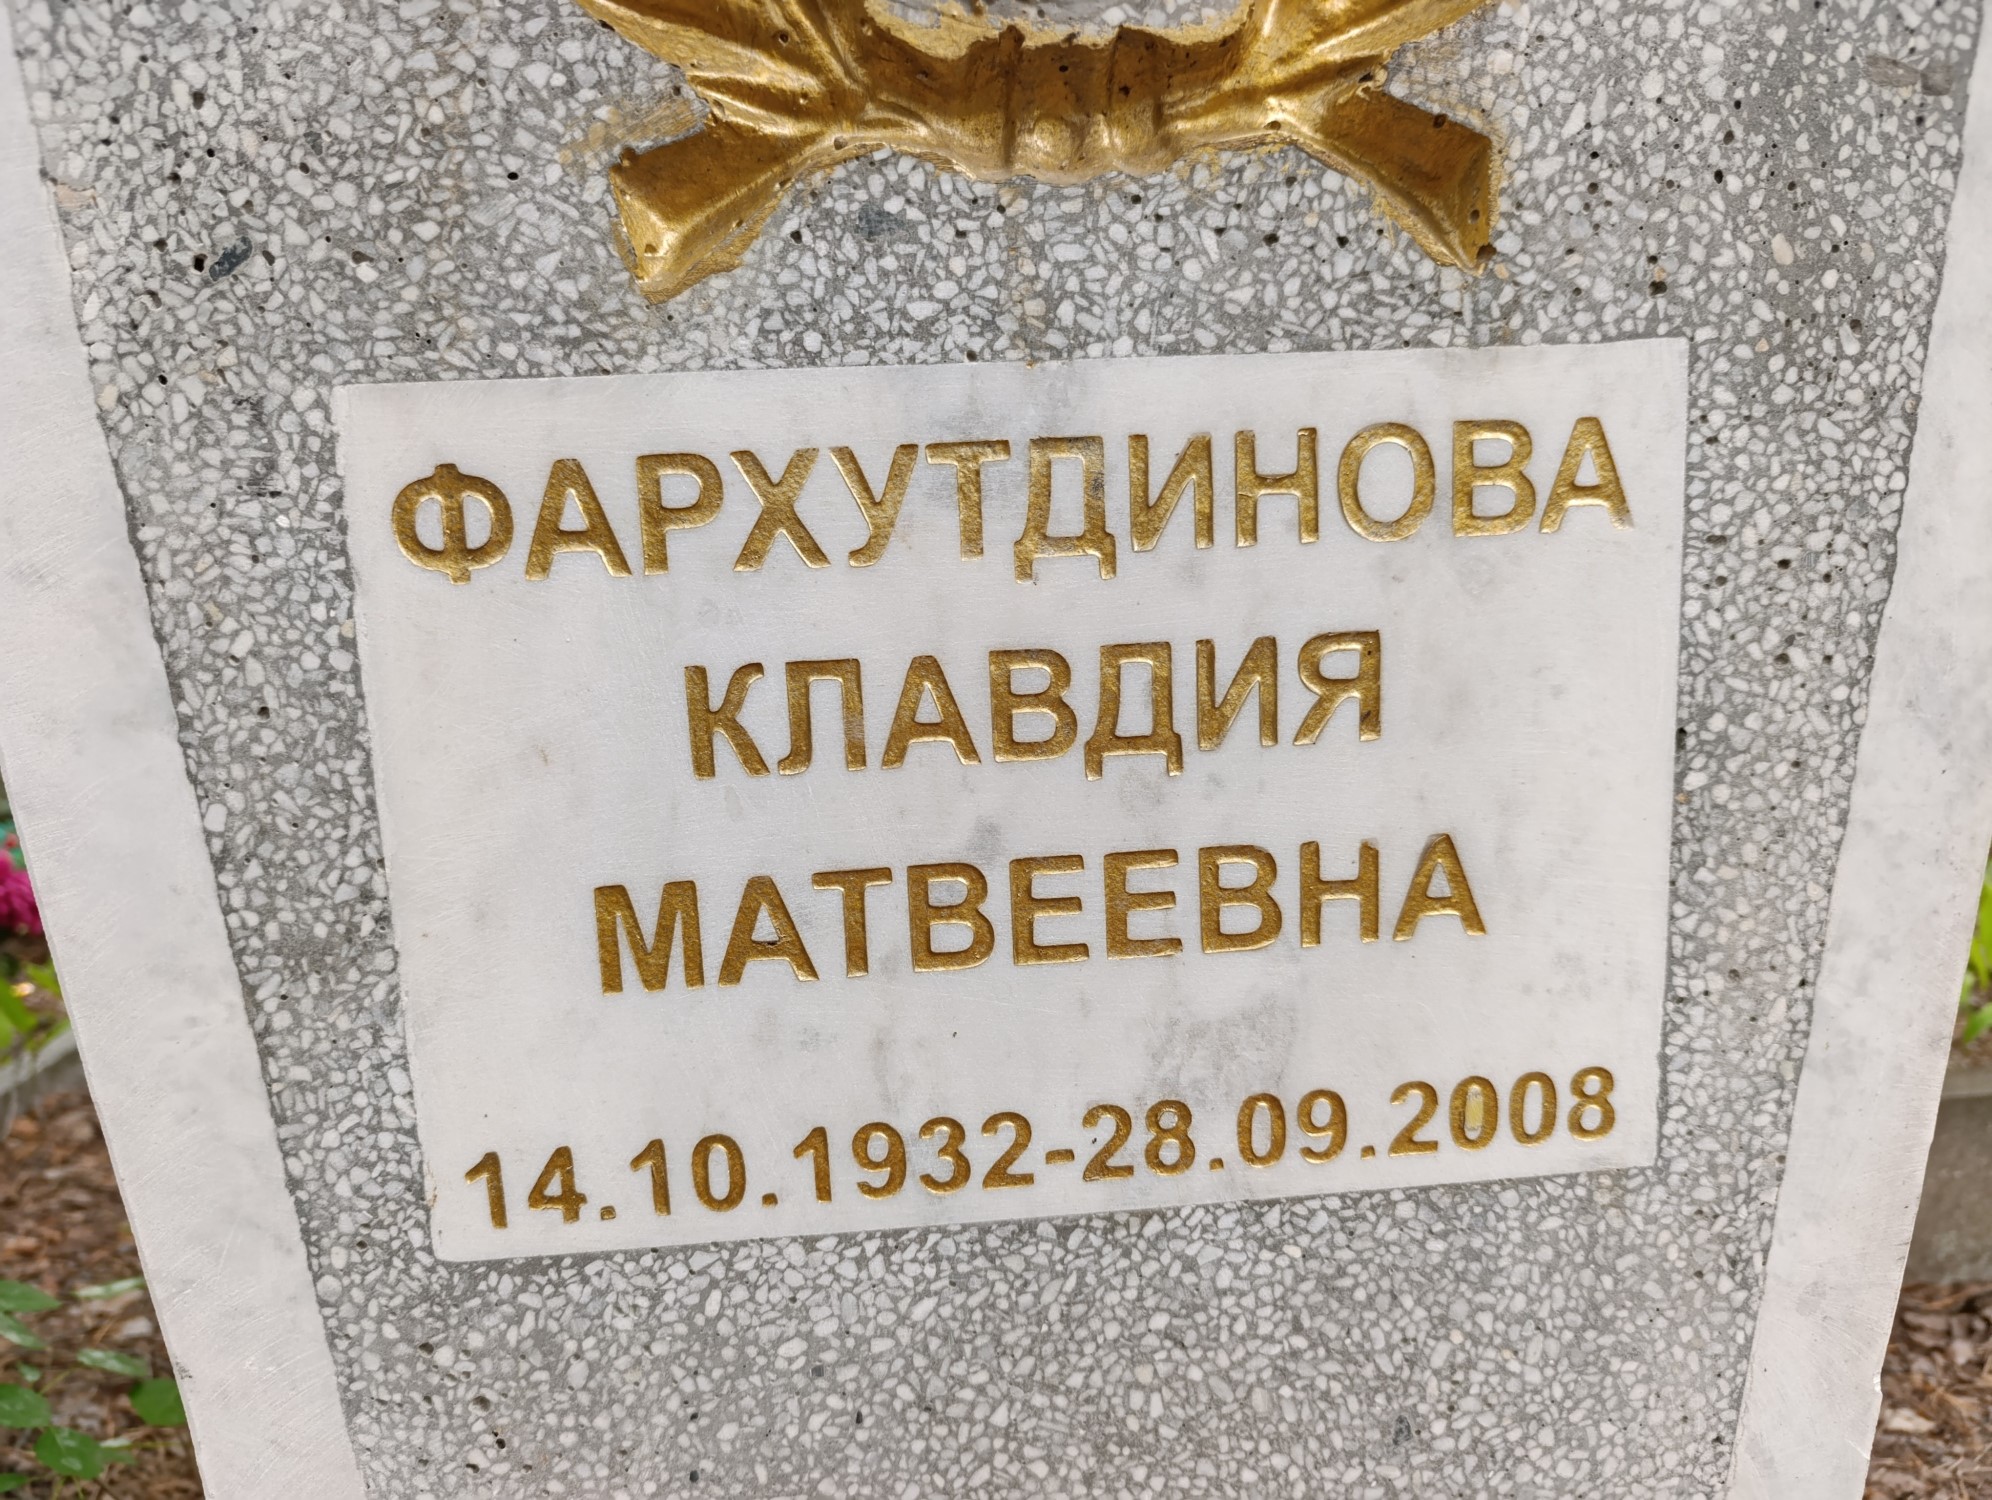 ФАРХУТДИНОВА
КЛАВДИЯ
МАТВЕЕВНА
14.10.1932-28.09.2008